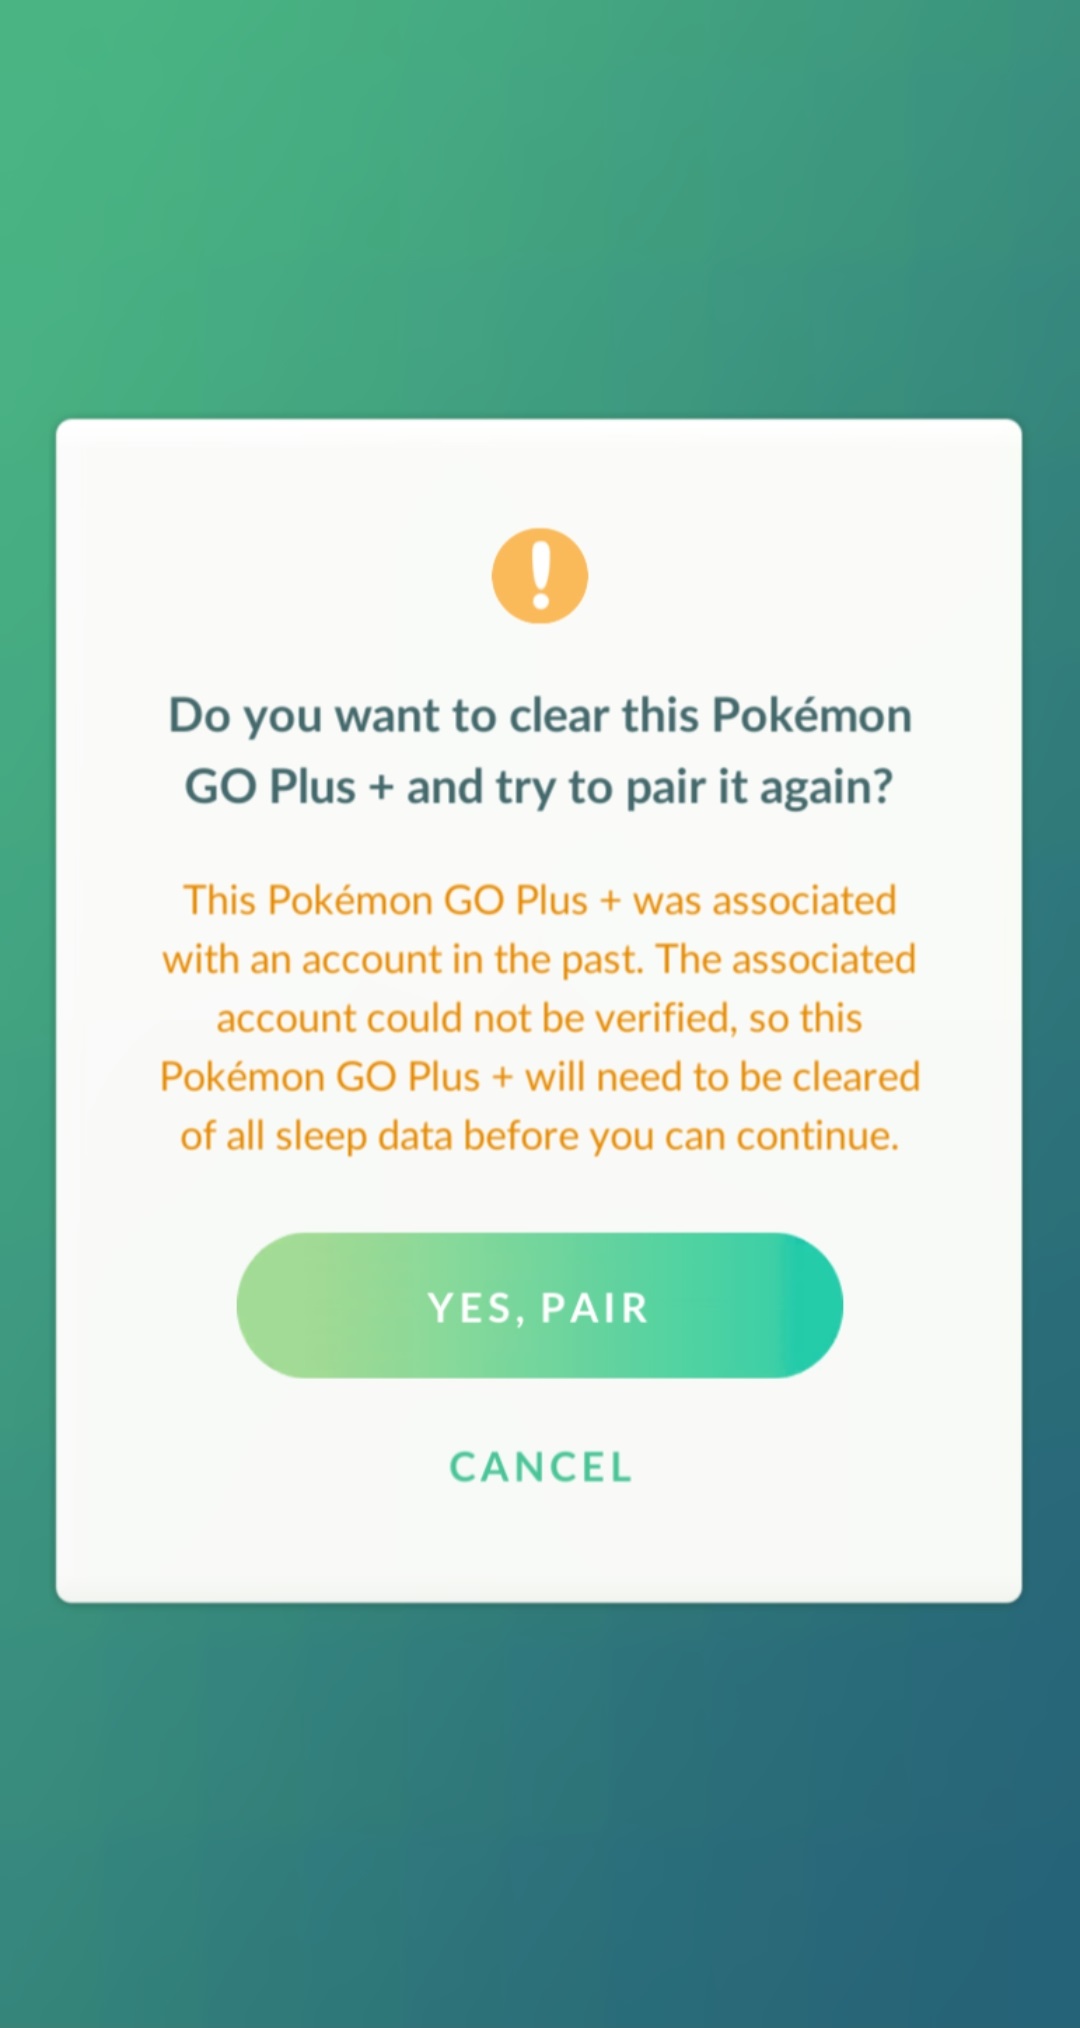 Do you want to clear this Pokémon
GO Plus + and try to pair it again?
This Pokémon GO Plus + was associated
with an account in the past. The associated
account could not be verified, so this
Pokémon GO Plus + will need to be cleared
of all sleep data before you can continue.
YES, PAIR
CANCEL